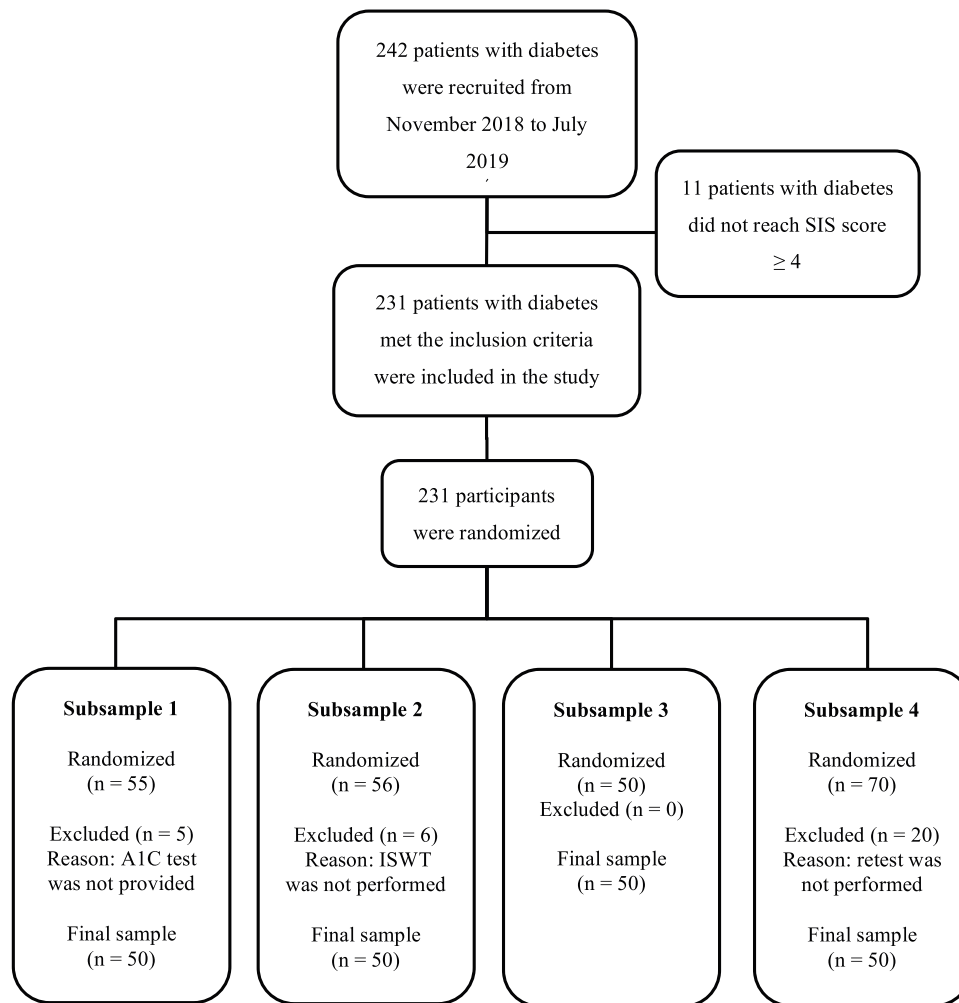 242 patients with diabetes
were recruited from
November 2018 to July
2019
11 patients with diabetes
did not reach SIS score
≥ 4
231 patients with diabetes
met the inclusion criteria
were included in the study
231 participants
were randomized
Subsample 1
Randomized
(n = 55)
Excluded (n = 5)
Reason: A1C test
was not provided
Final sample
(n = 50)
Subsample 2
Randomized
(n = 56)
Excluded (n = 6)
Reason: ISWT
was not performed
Final sample
(n = 50)
Subsample 3
Randomized
(n = 50)
Excluded (n = 0)
Final sample
(n = 50)
Subsample 4
Randomized
(n = 70)
Excluded (n = 20)
Reason: retest was
not performed
Final sample
(n = 50)